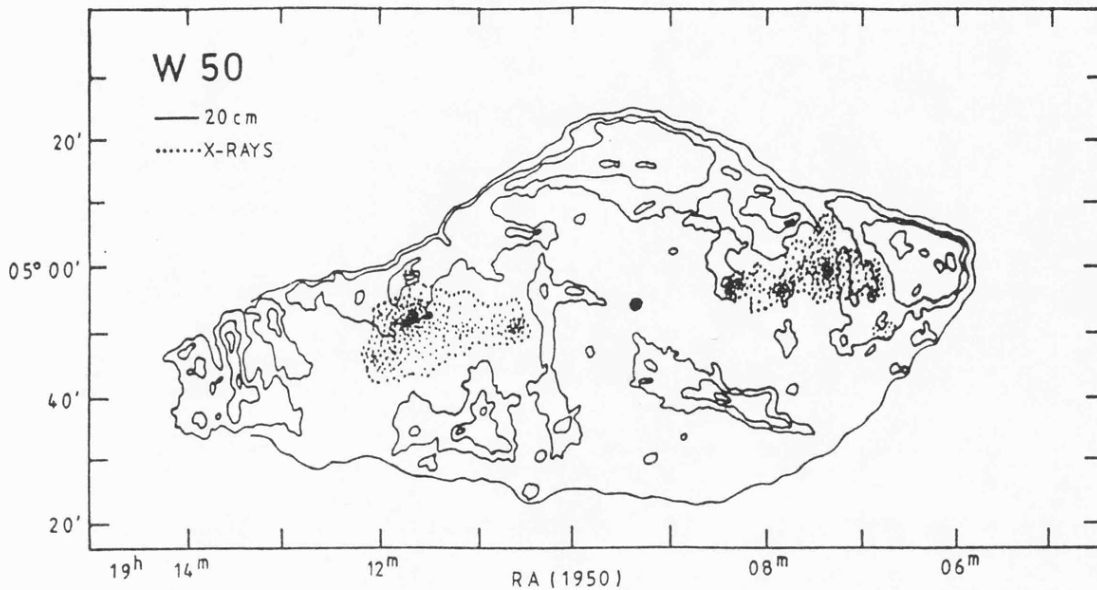 W 50
—— 20 cm
........ X-RAYS
20'
05° 00'
40'
20'
19ʰ 14ᵐ 12ᵐ 08ᵐ 06ᵐ
RA (1950)